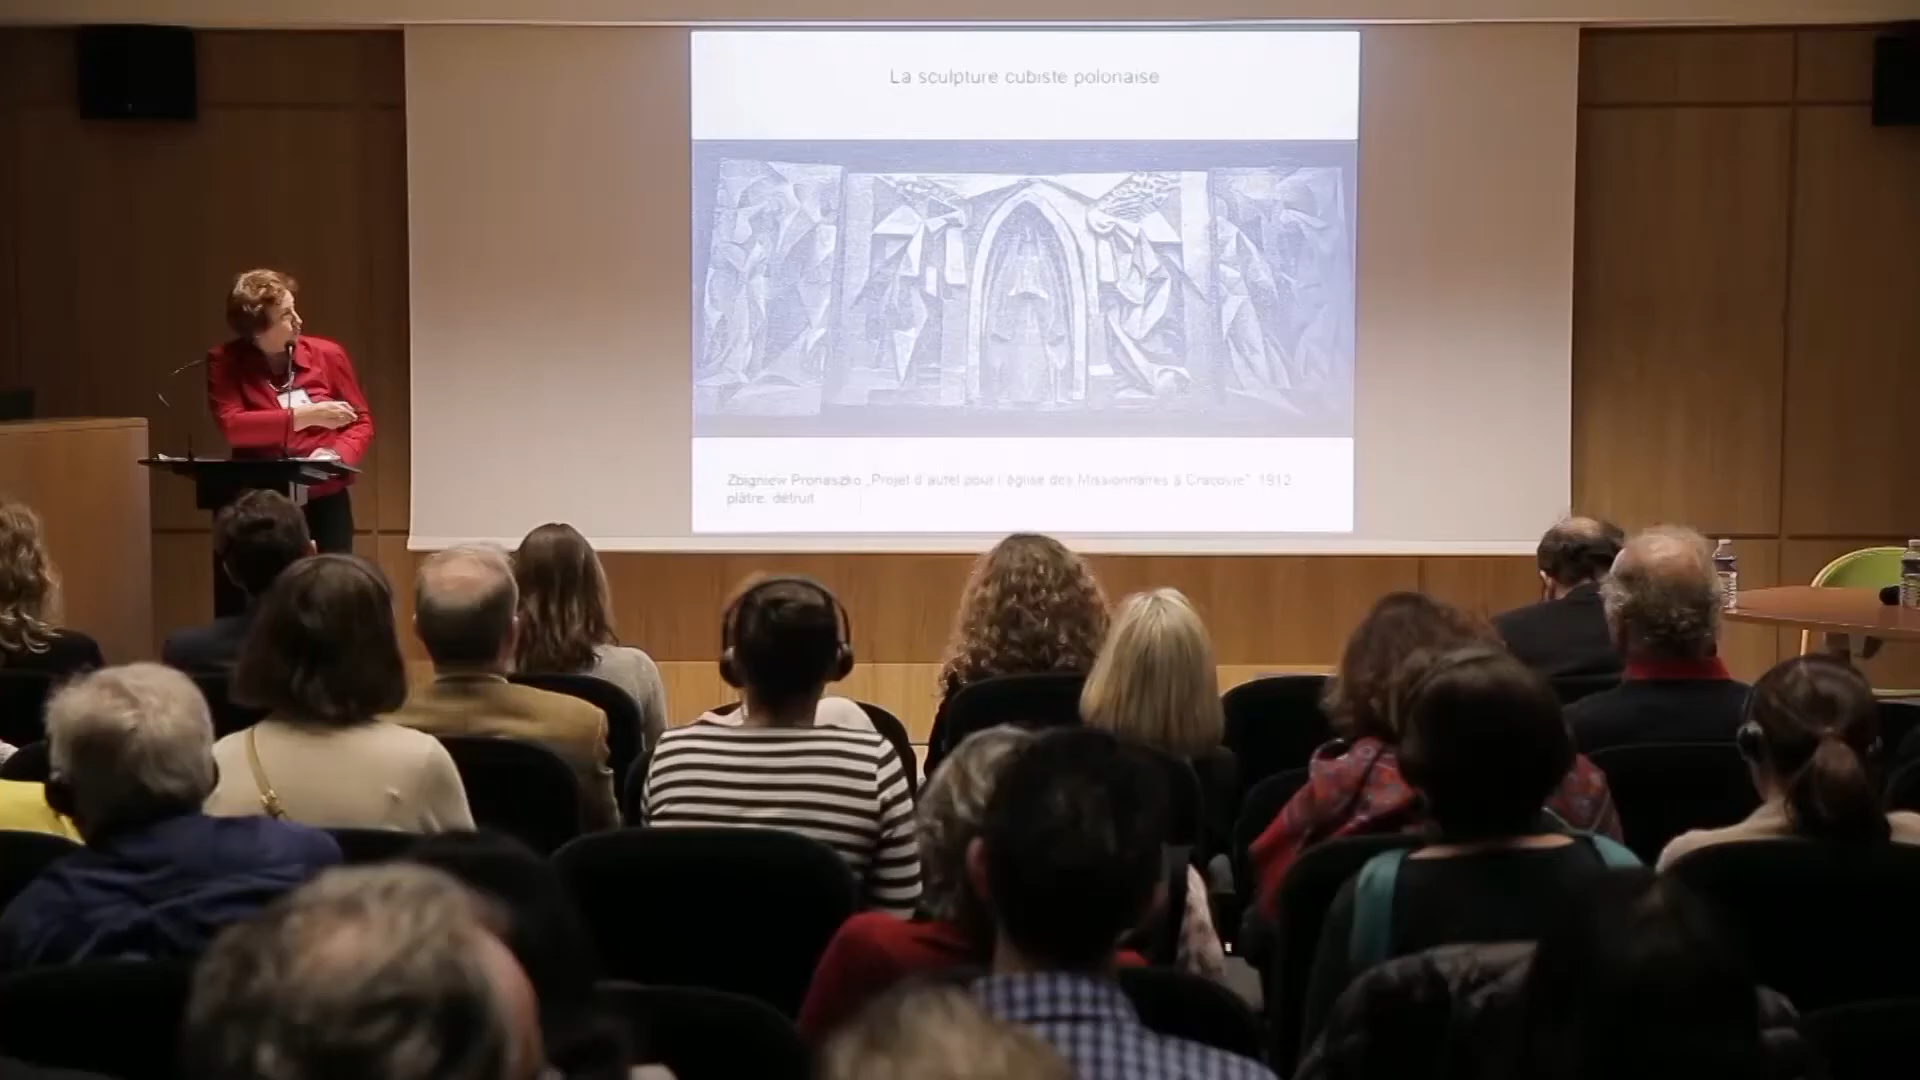 La sculpture cubiste polonaise
Zbigniew Pronaszko „Projet d'autel pour l'église des Missionnaires à Cracovie", 1912
plâtre, détruit